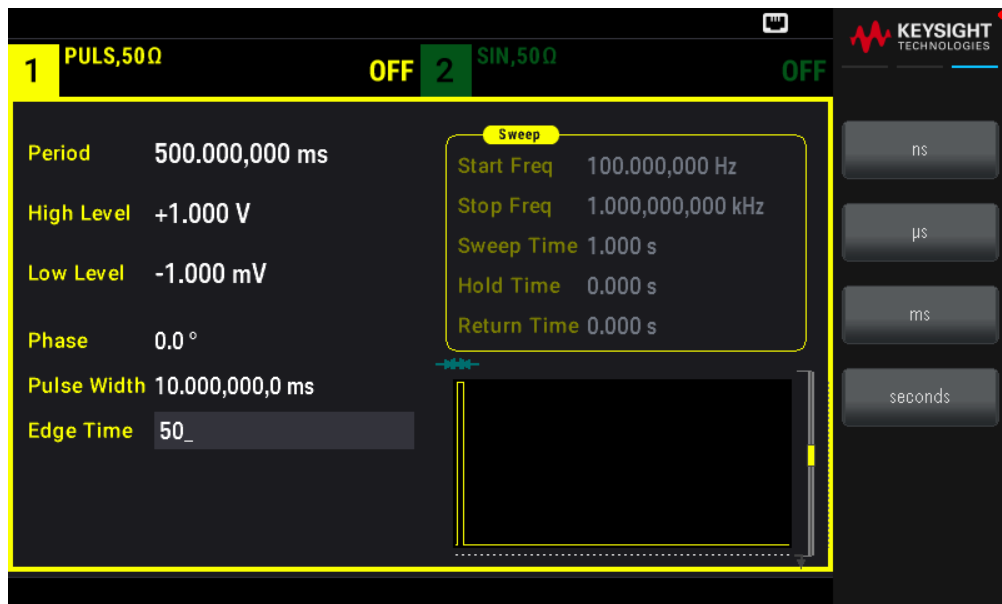 KEYSIGHT
TECHNOLOGIES
1 PULS,50Ω OFF 2 SIN,50Ω OFF
Sweep
Period 500.000,000 ms
Start Freq 100.000,000 Hz
High Level +1.000 V
Stop Freq 1.000,000,000 kHz
Sweep Time 1.000 s
Low Level -1.000 mV
Hold Time 0.000 s
Return Time 0.000 s
Phase 0.0 °
Pulse Width 10.000,000,0 ms
Edge Time 50_
ns
µs
ms
seconds